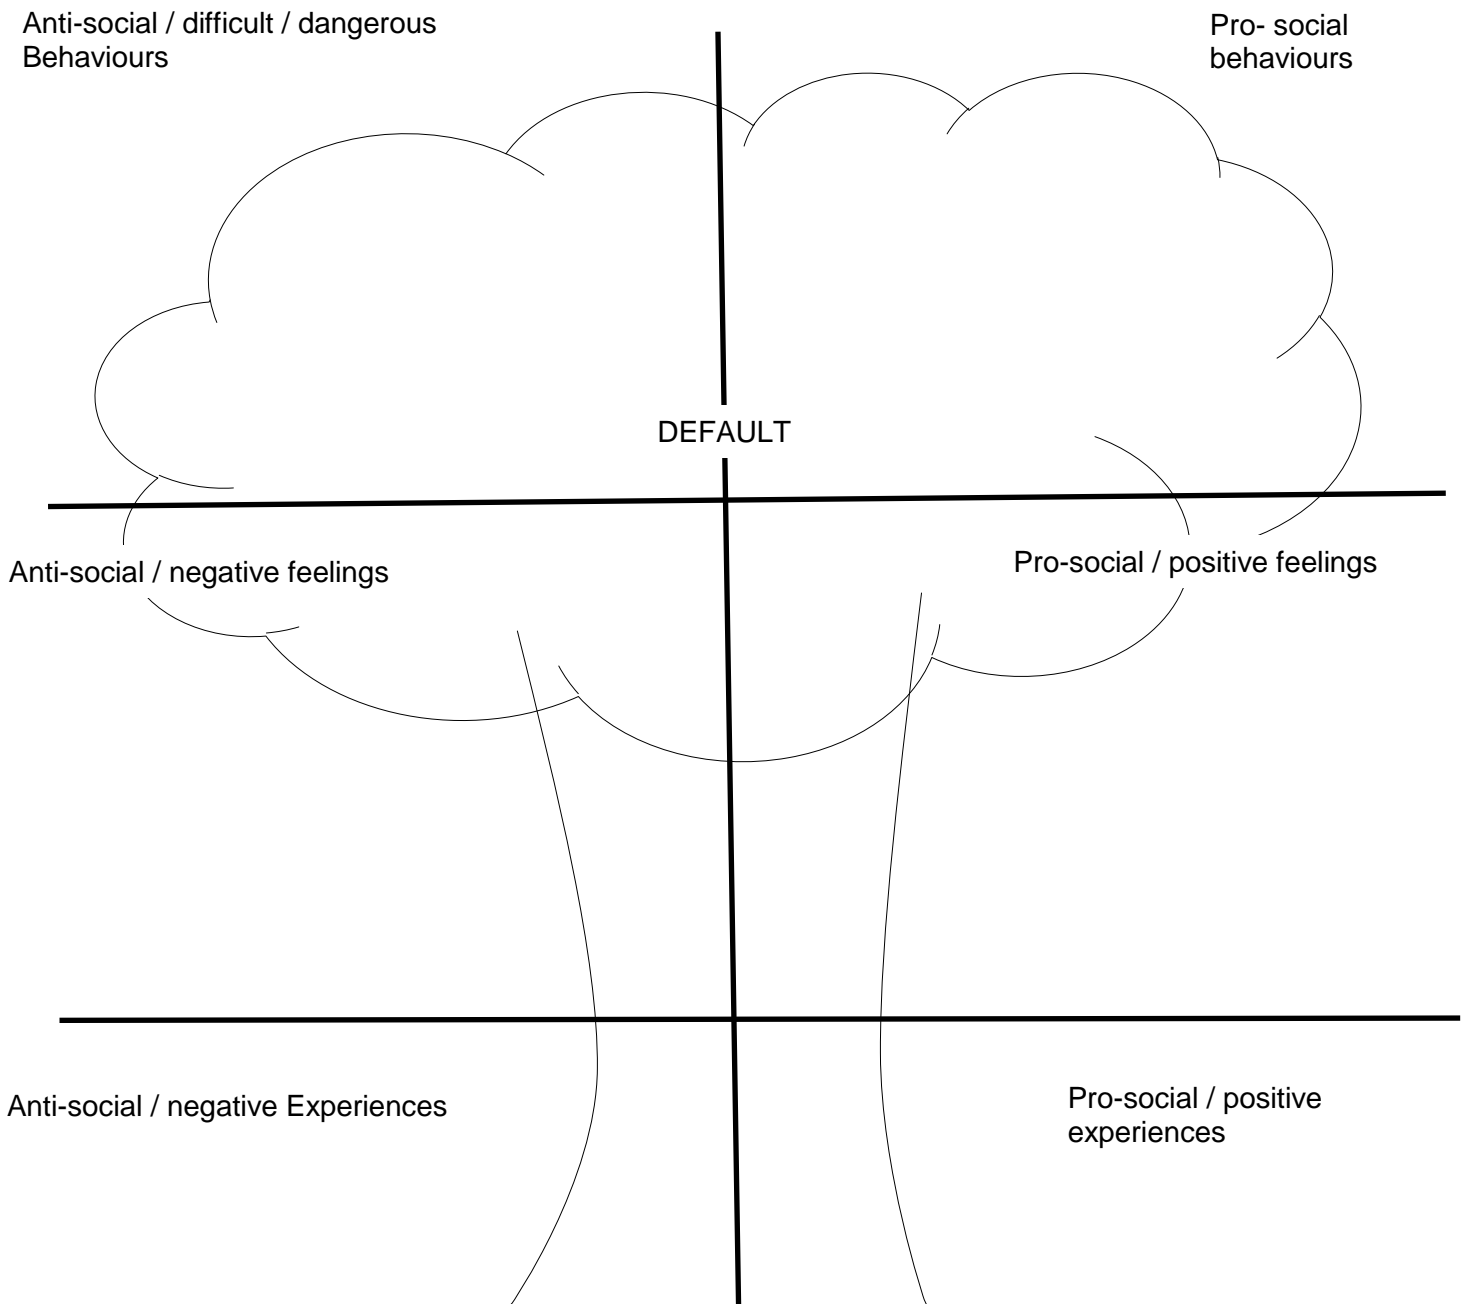 Anti-social / difficult / dangerous
Behaviours
Pro- social
behaviours
DEFAULT
Anti-social / negative feelings
Pro-social / positive feelings
Anti-social / negative Experiences
Pro-social / positive
experiences